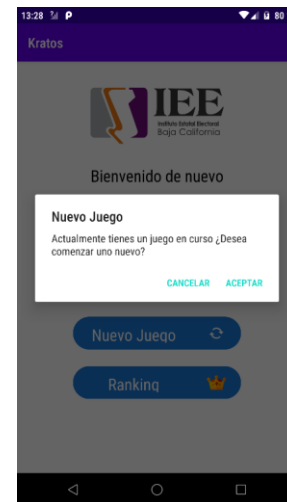 13:28 80
Kratos
IEE
Instituto Estatal Electoral
Baja California
Bienvenido de nuevo
Nuevo Juego
Actualmente tienes un juego en curso ¿Desea
comenzar uno nuevo?
CANCELAR ACEPTAR
Nuevo Juego
Ranking